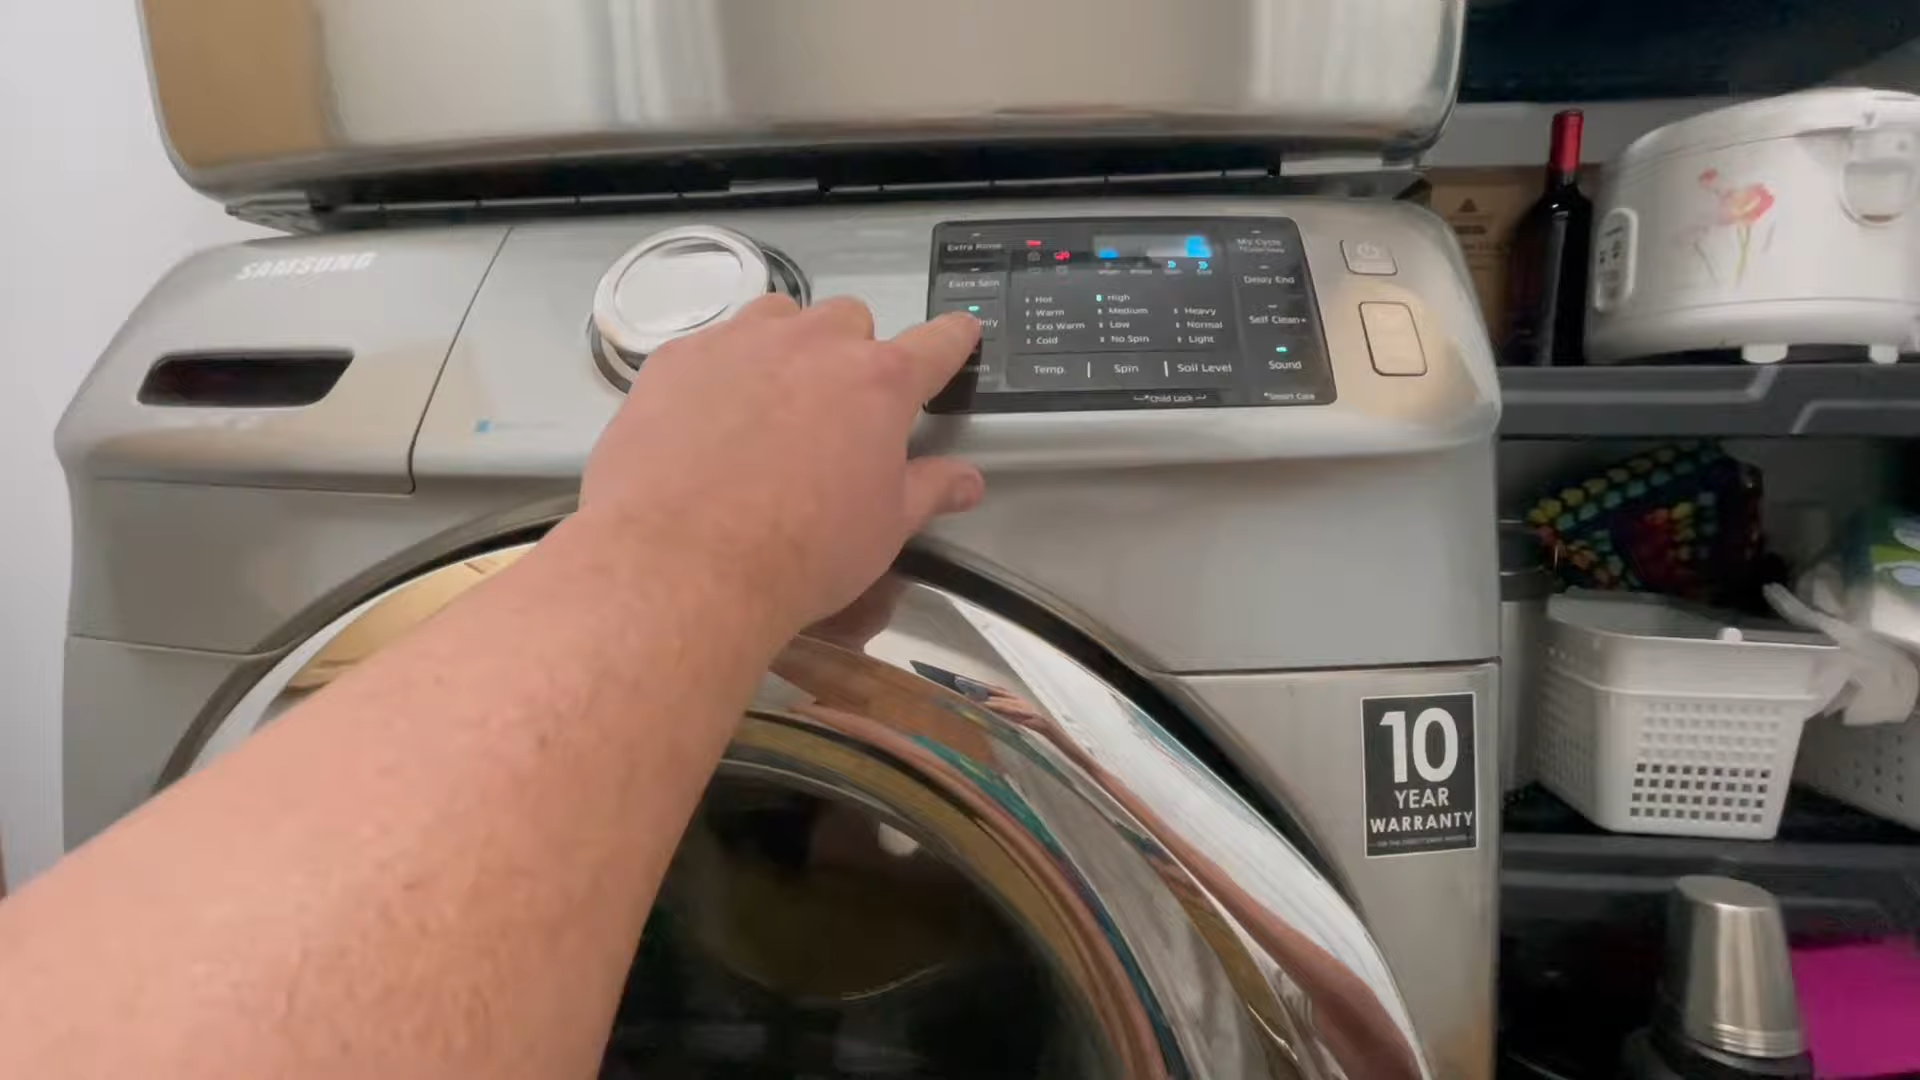 SAMSUNG
Extra Rinse
Extra Spin
Hot
Warm
Eco Warm
Cold
High
Medium
Low
No Spin
Heavy
Normal
Light
Temp.
Spin
Soil Level
Child Lock
My Cycle
Delay End
Self Clean+
Sound
*Smart Care
10
YEAR
WARRANTY